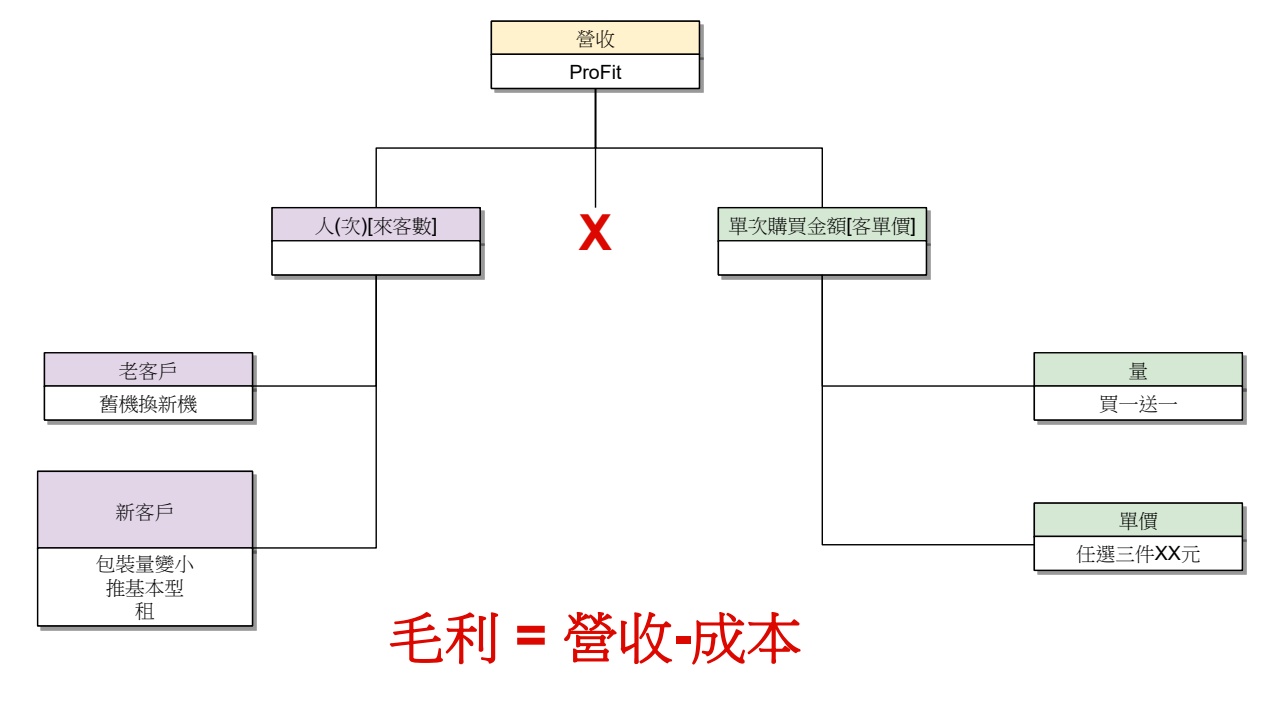 營收
ProFit
人(次)[來客數]
X
單次購買金額[客單價]
老客戶
舊機換新機
量
買一送一
新客戶
包裝量變小
推基本型
租
單價
任選三件XX元
毛利 = 營收-成本